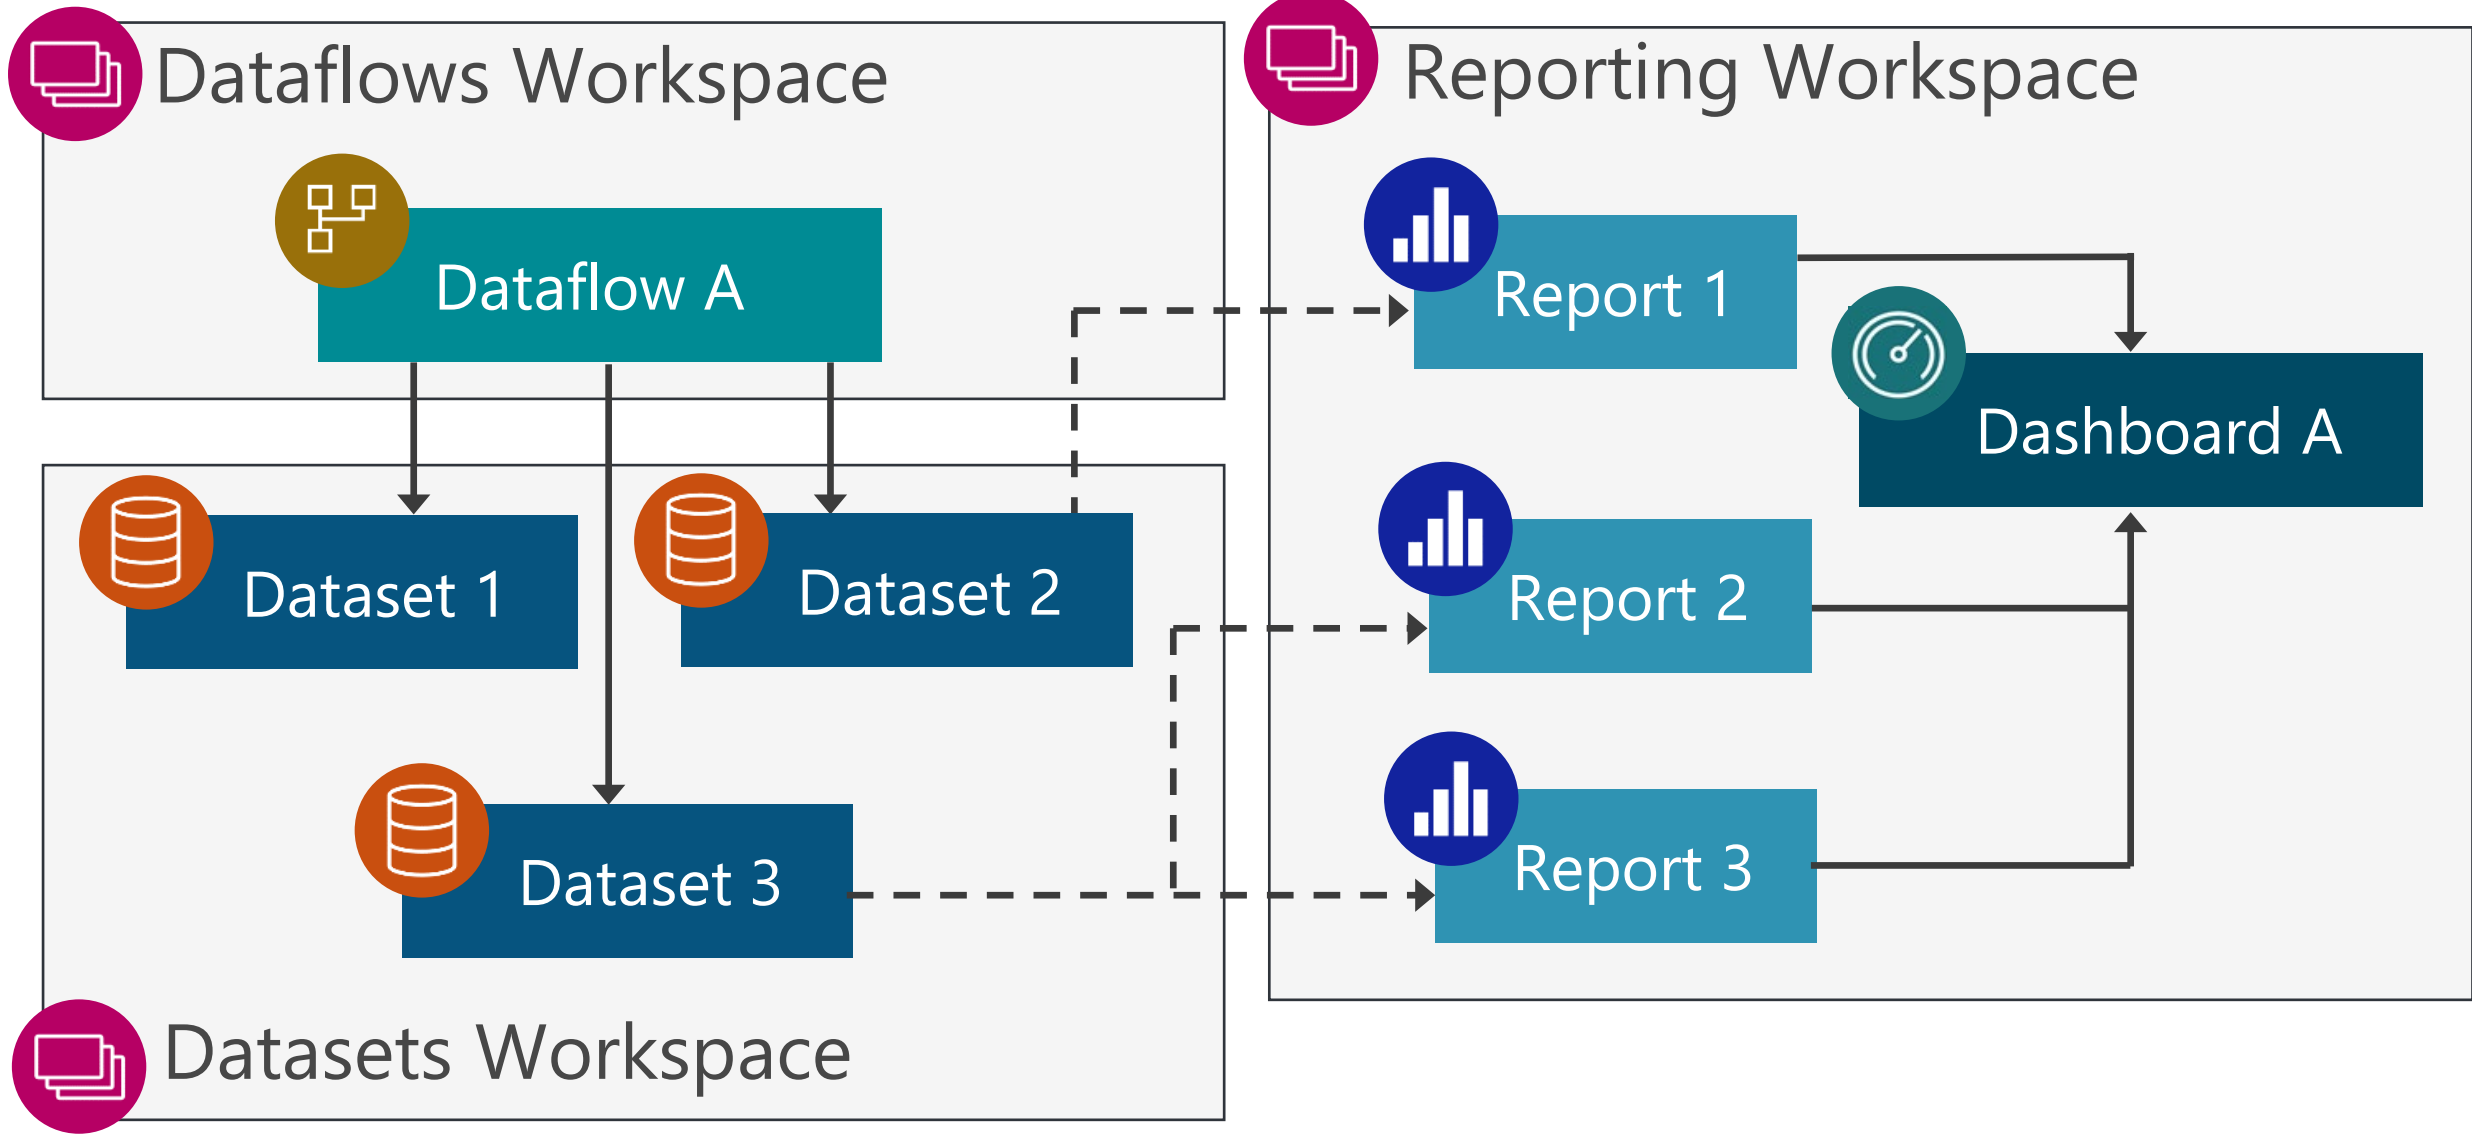 Dataflows Workspace
Dataflow A
Dataset 1
Dataset 2
Dataset 3
Datasets Workspace
Reporting Workspace
Report 1
Dashboard A
Report 2
Report 3